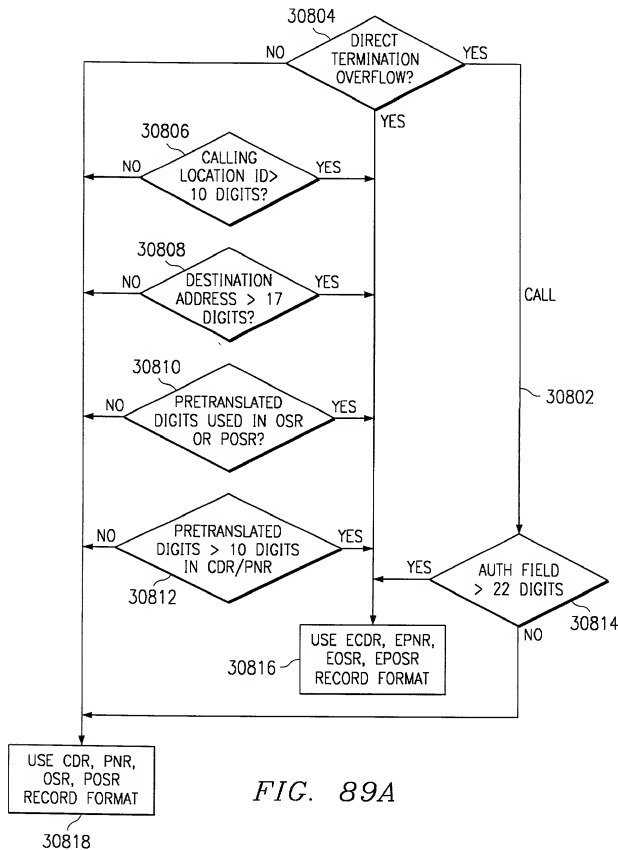 30804
DIRECT
TERMINATION
OVERFLOW?
NO
YES
YES
30806
CALLING
LOCATION ID>
10 DIGITS?
NO
YES
30808
DESTINATION
ADDRESS > 17
DIGITS?
NO
YES
CALL
30810
PRETRANSLATED
DIGITS USED IN OSR
OR POSR?
NO
YES
30802
PRETRANSLATED
DIGITS > 10 DIGITS
IN CDR/PNR
NO
YES
30812
AUTH FIELD
> 22 DIGITS
YES
NO
30814
USE ECDR, EPNR,
EOSR, EPOSR
RECORD FORMAT
30816
USE CDR, PNR,
OSR, POSR
RECORD FORMAT
30818
FIG. 89A